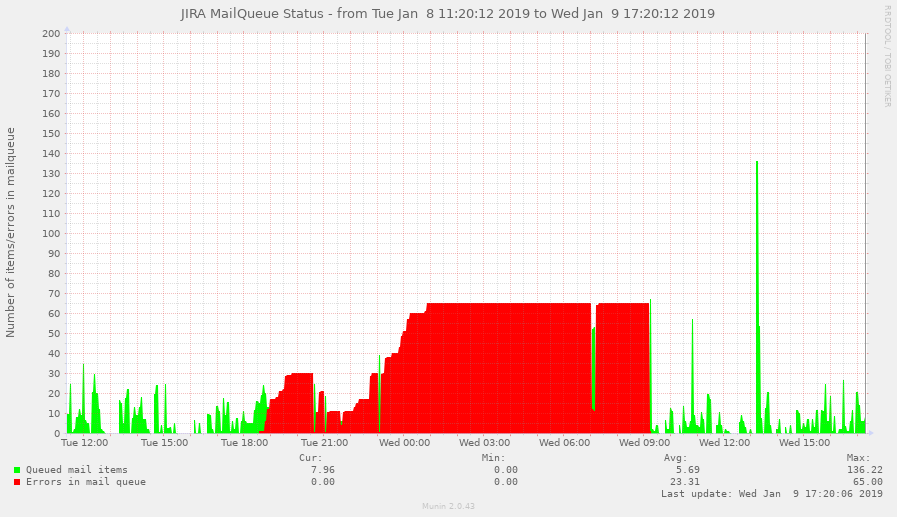 JIRA MailQueue Status - from Tue Jan  8 11:20:12 2019 to Wed Jan  9 17:20:12 2019
RRDTOOL / TOBI OETIKER
Number of items/errors in mailqueue
200
190
180
170
160
150
140
130
120
110
100
90
80
70
60
50
40
30
20
10
0
Tue 12:00 Tue 15:00 Tue 18:00 Tue 21:00 Wed 00:00 Wed 03:00 Wed 06:00 Wed 09:00 Wed 12:00 Wed 15:00
Cur: Min: Avg: Max:
Queued mail items 7.96 0.00 5.69 136.22
Errors in mail queue 0.00 0.00 23.31 65.00
Last update: Wed Jan  9 17:20:06 2019
Munin 2.0.43